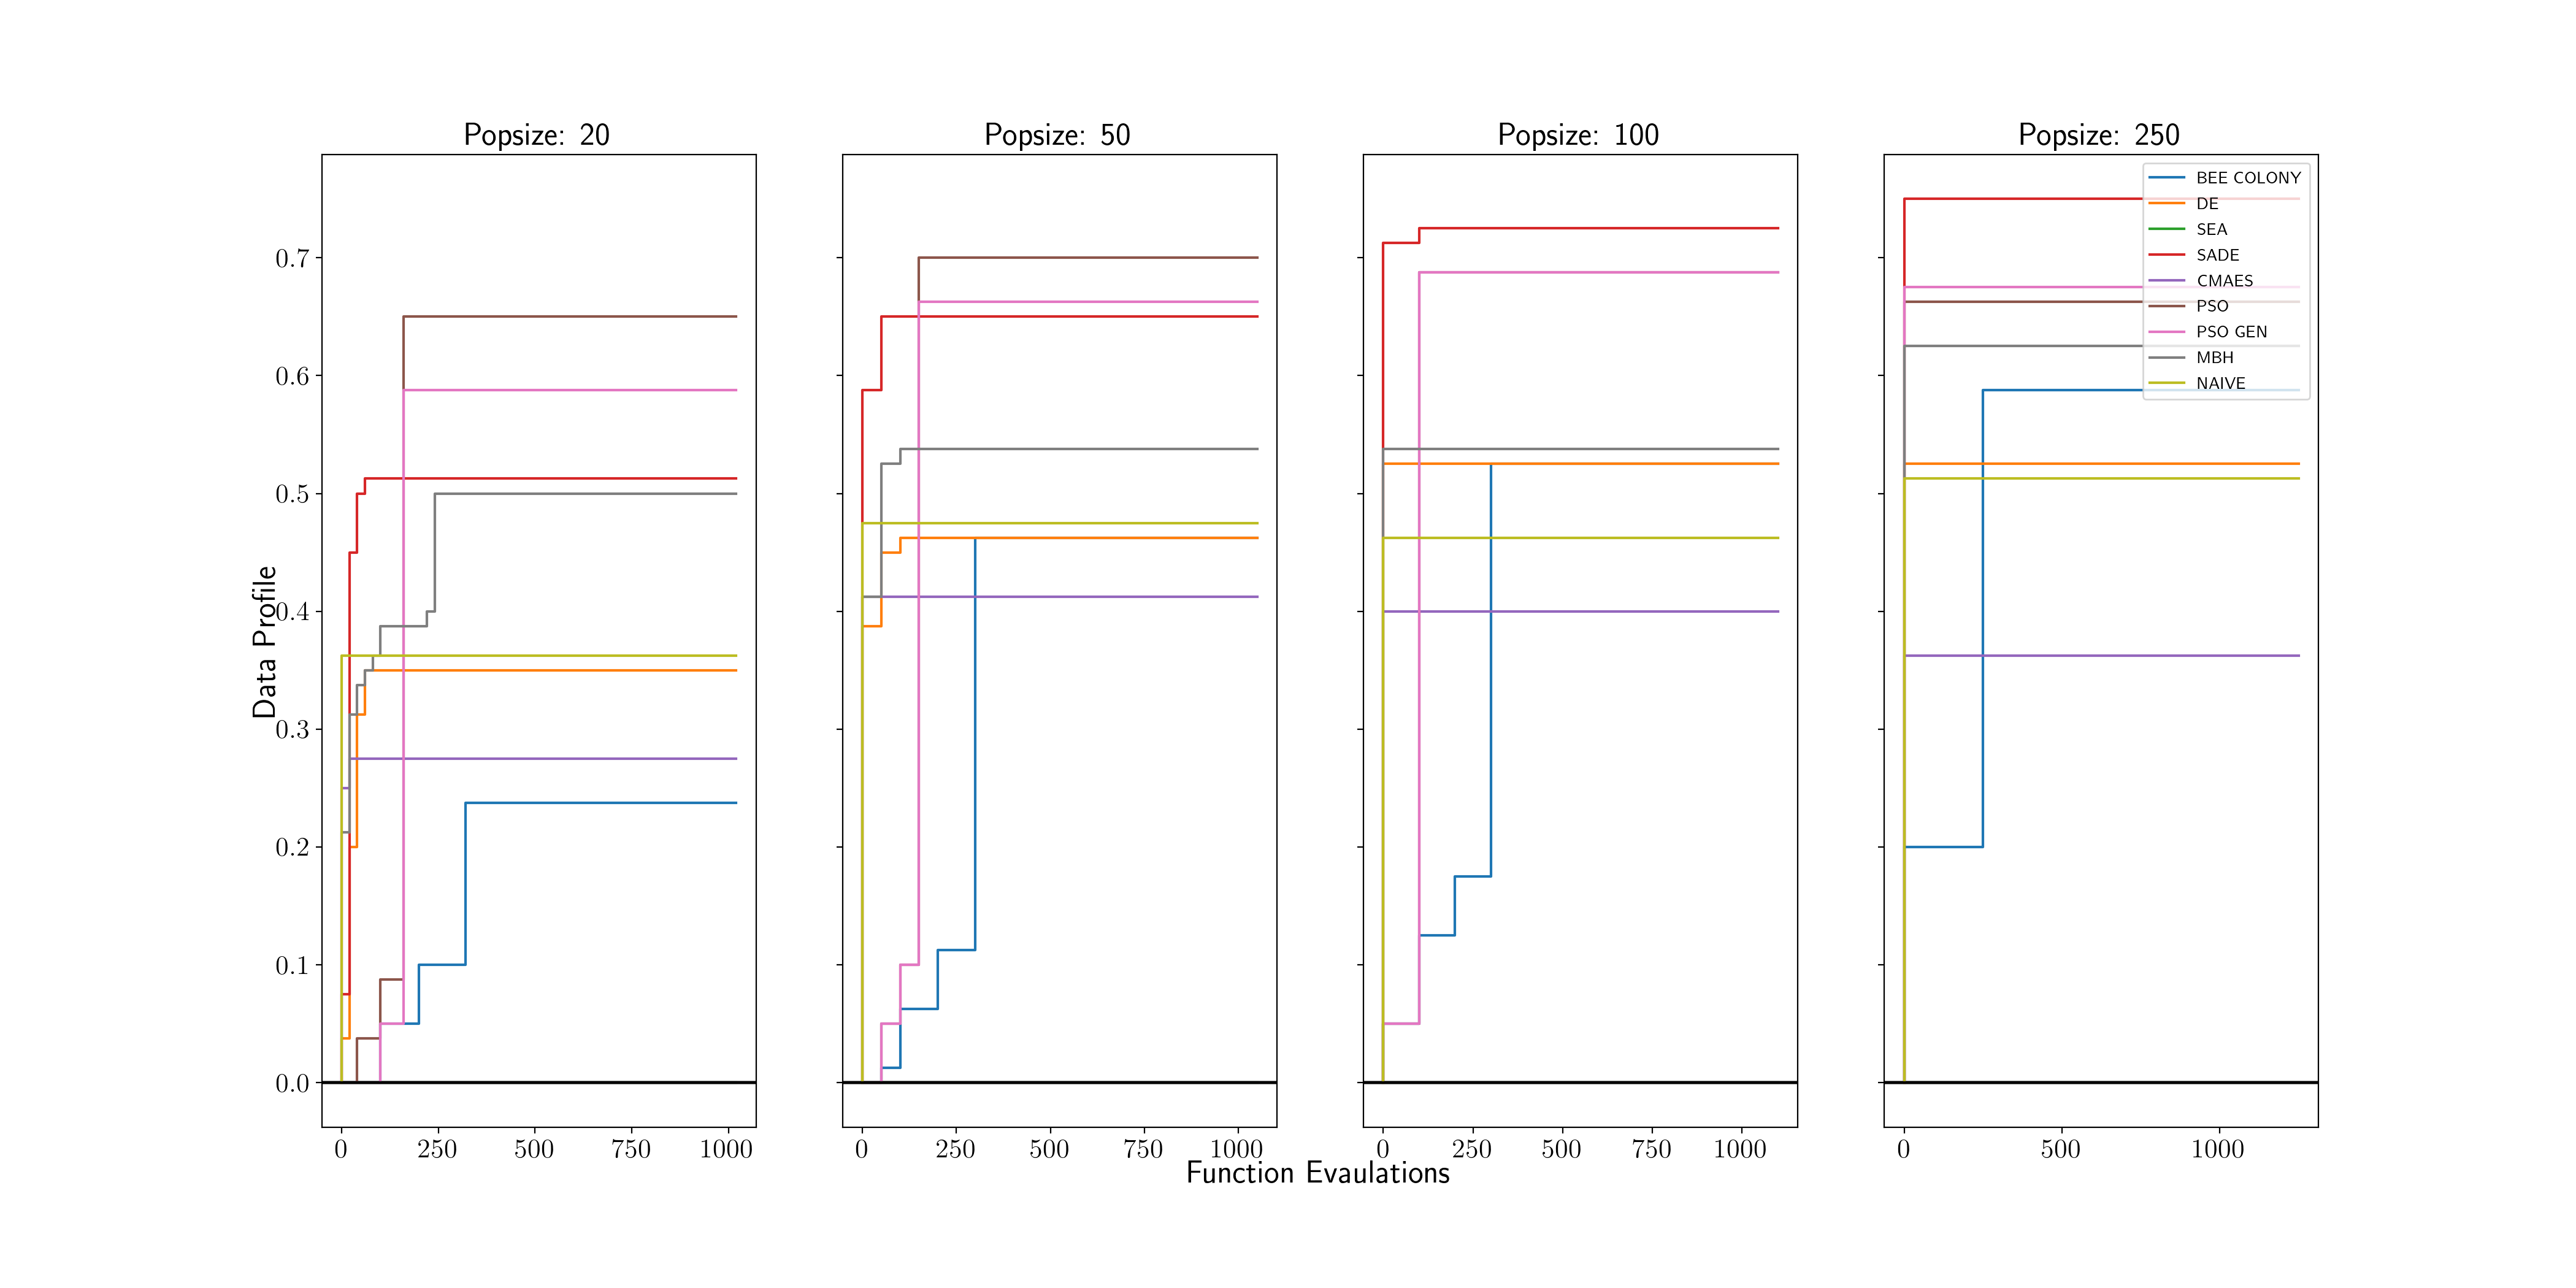 Popsize: 20
Popsize: 50
Popsize: 100
Popsize: 250
BEE COLONY
DE
SEA
SADE
CMAES
PSO
PSO GEN
MBH
NAIVE
Data Profile
0.7
0.6
0.5
0.4
0.3
0.2
0.1
0.0
0 250 500 750 1000
0 250 500 750 1000
0 250 500 750 1000
0 500 1000
Function Evaulations